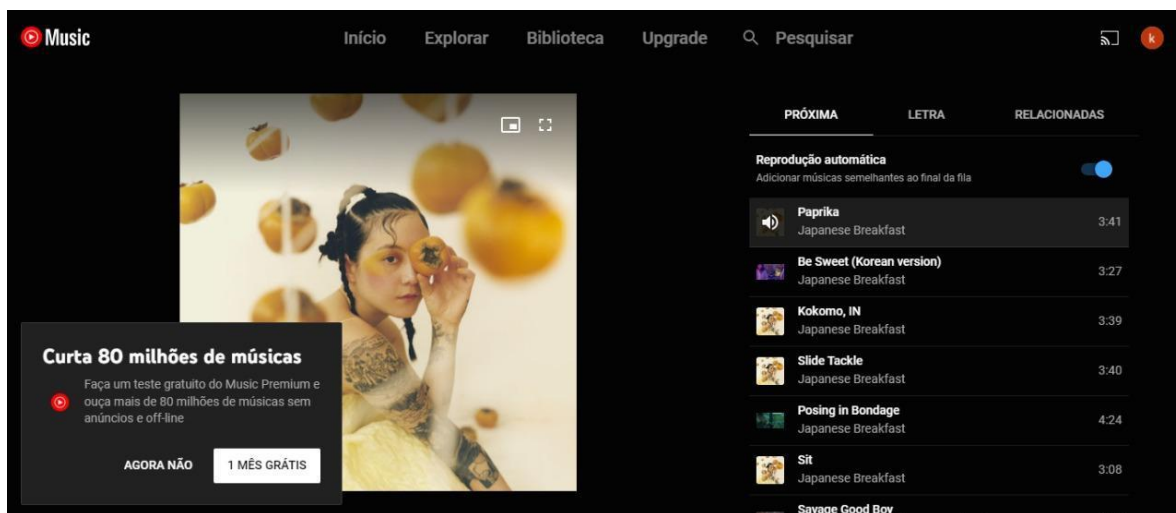 Music
Início Explorar Biblioteca Upgrade Pesquisar
k
PRÓXIMA LETRA RELACIONADAS
Reprodução automática
Adicionar músicas semelhantes ao final da fila
Paprika
Japanese Breakfast
3:41
Be Sweet (Korean version)
Japanese Breakfast
3:27
Kokomo, IN
Japanese Breakfast
3:39
Slide Tackle
Japanese Breakfast
3:40
Posing in Bondage
Japanese Breakfast
4:24
Sit
Japanese Breakfast
3:08
Savage Good Boy
Curta 80 milhões de músicas
Faça um teste gratuito do Music Premium e
ouça mais de 80 milhões de músicas sem
anúncios e off-line
AGORA NÃO 1 MÊS GRÁTIS